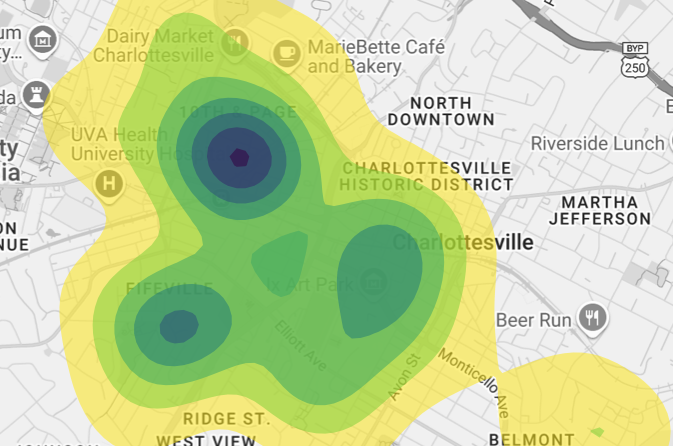 um
y...
Dairy Market
Charlottesville
MarieBette Café
and Bakery
BYP
250
da
10TH & PAGE
NORTH
DOWNTOWN
UVA Health
University Hos
Riverside Lunch
ty
ia
H
CHARLOTTESVILLE
HISTORIC DISTRICT
MARTHA
JEFFERSON
ON
NUE
Charlottesville
FIFEVILLE
Ix Art Park
Beer Run
Elliott Ave
Avon St
Monticello Ave
RIDGE ST.
WEST VIEW
BELMONT